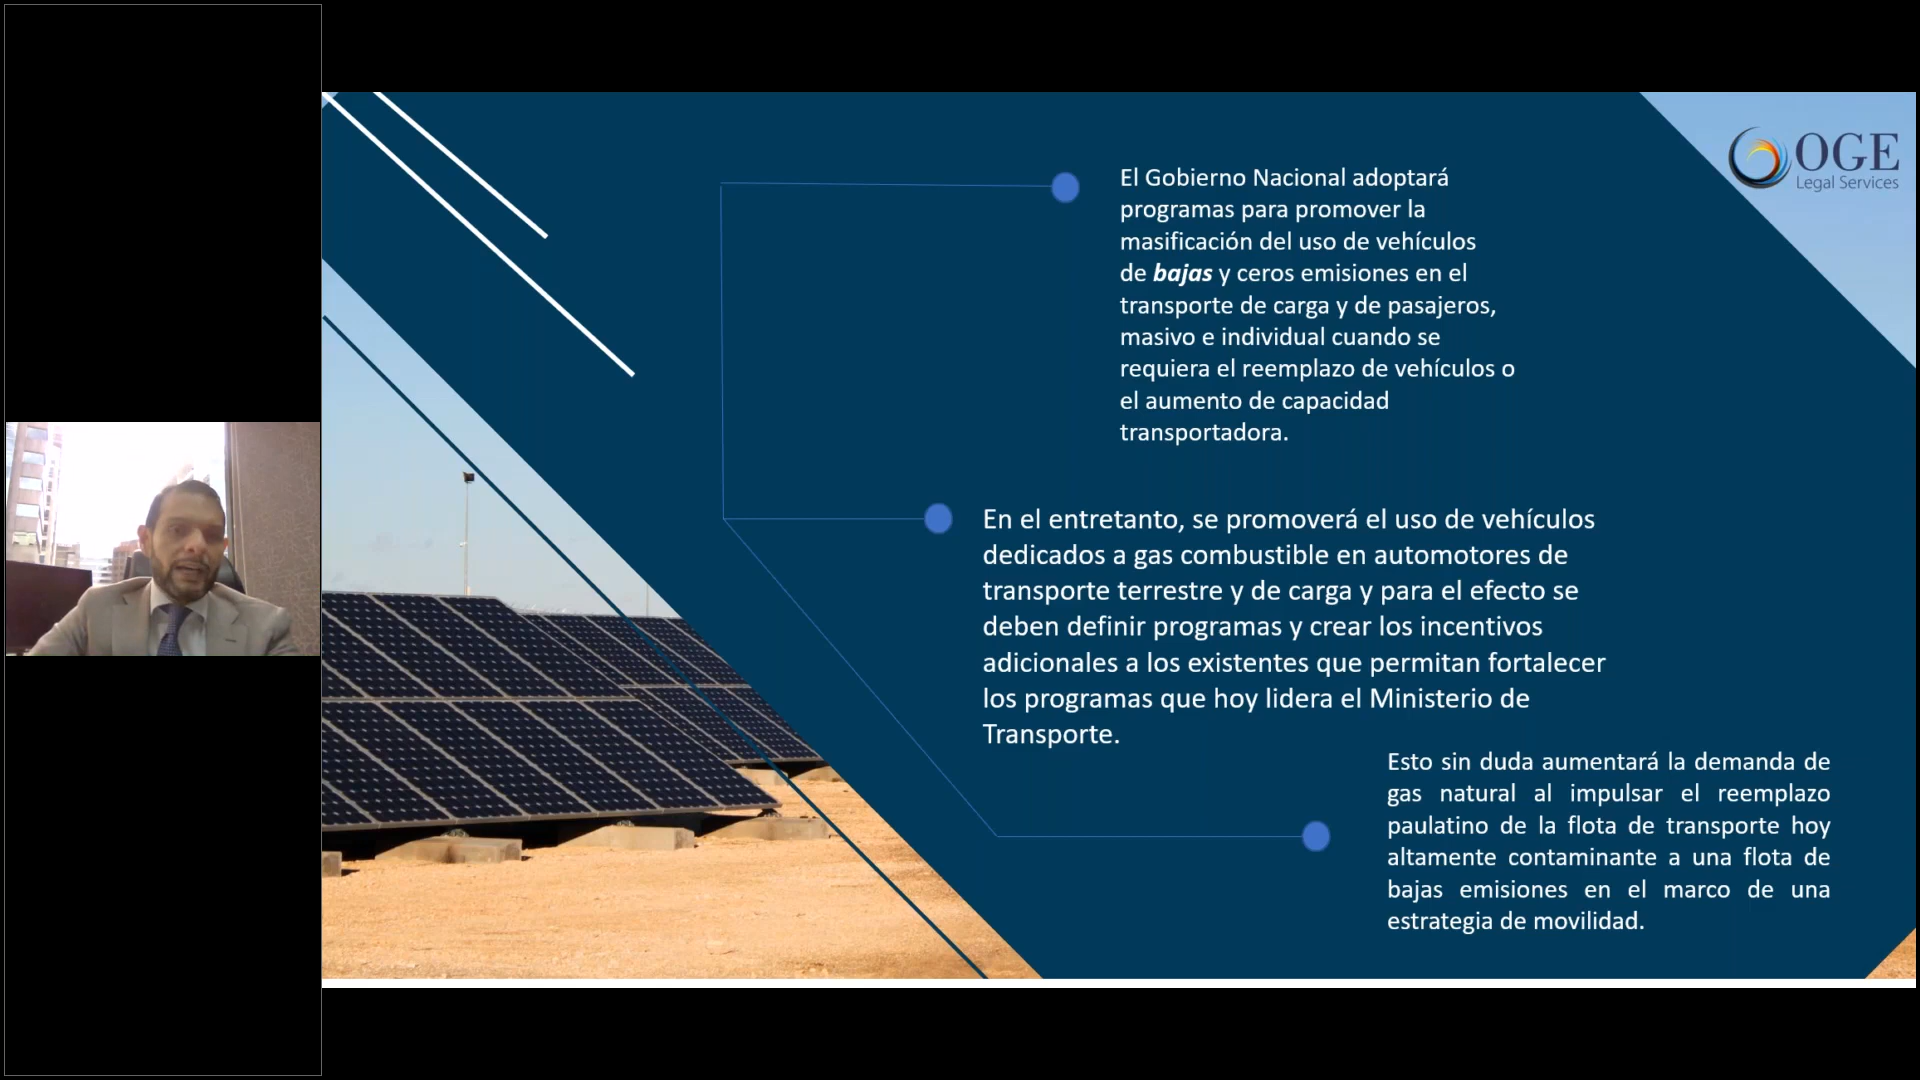 OGE
Legal Services
El Gobierno Nacional adoptará
programas para promover la
masificación del uso de vehículos
de bajas y ceros emisiones en el
transporte de carga y de pasajeros,
masivo e individual cuando se
requiera el reemplazo de vehículos o
el aumento de capacidad
transportadora.
En el entretanto, se promoverá el uso de vehículos
dedicados a gas combustible en automotores de
transporte terrestre y de carga y para el efecto se
deben definir programas y crear los incentivos
adicionales a los existentes que permitan fortalecer
los programas que hoy lidera el Ministerio de
Transporte.
Esto sin duda aumentará la demanda de
gas natural al impulsar el reemplazo
paulatino de la flota de transporte hoy
altamente contaminante a una flota de
bajas emisiones en el marco de una
estrategia de movilidad.